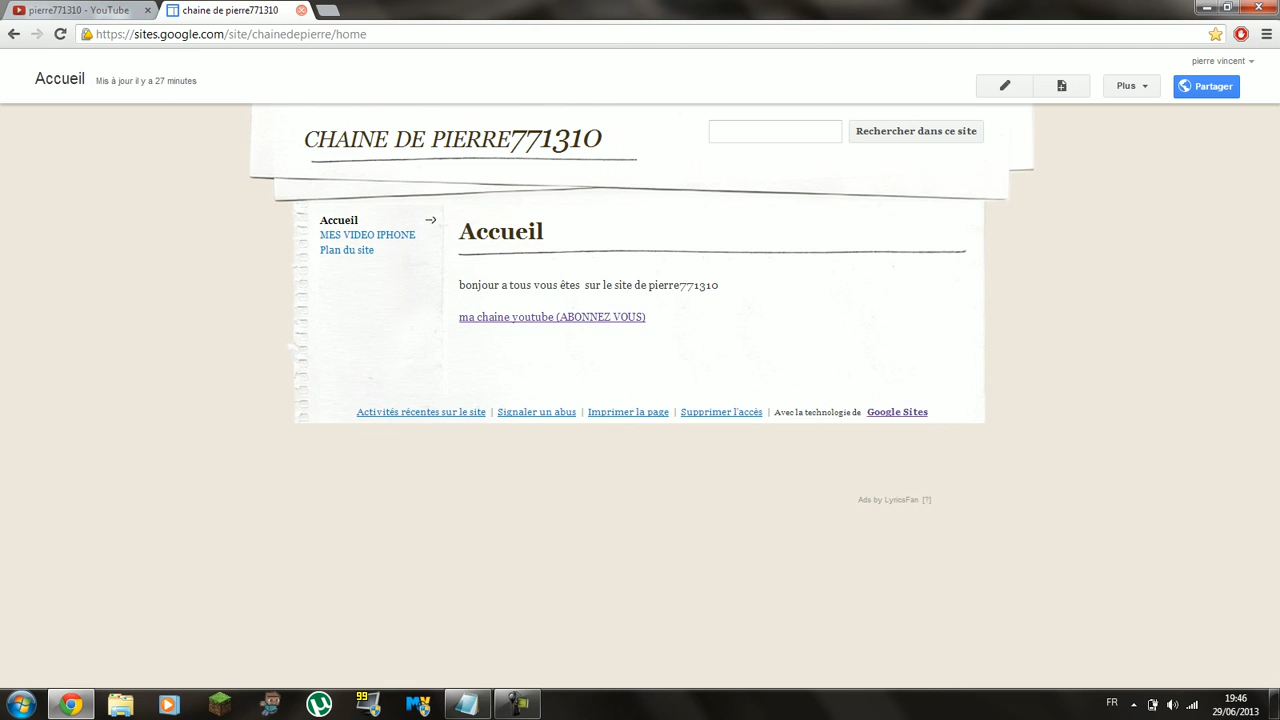 pierre771310 - YouTube
chaine de pierre771310
https://sites.google.com/site/chainedepierre/home
pierre vincent
Accueil Mis à jour il y a 27 minutes
Plus
Partager
CHAINE DE PIERRE771310
Rechercher dans ce site
Accueil
MES VIDEO IPHONE
Plan du site
Accueil
bonjour a tous vous êtes sur le site de pierre771310
ma chaine youtube (ABONNEZ VOUS)
Activités récentes sur le site | Signaler un abus | Imprimer la page | Supprimer l'accès | Avec la technologie de Google Sites
Ads by LyricsFan [?]
99
FR
19:46
29/06/2013